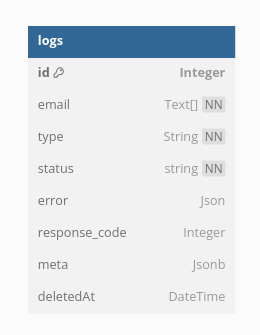 logs
id Integer
email Text[] NN
type String NN
status string NN
error Json
response_code Integer
meta Jsonb
deletedAt DateTime